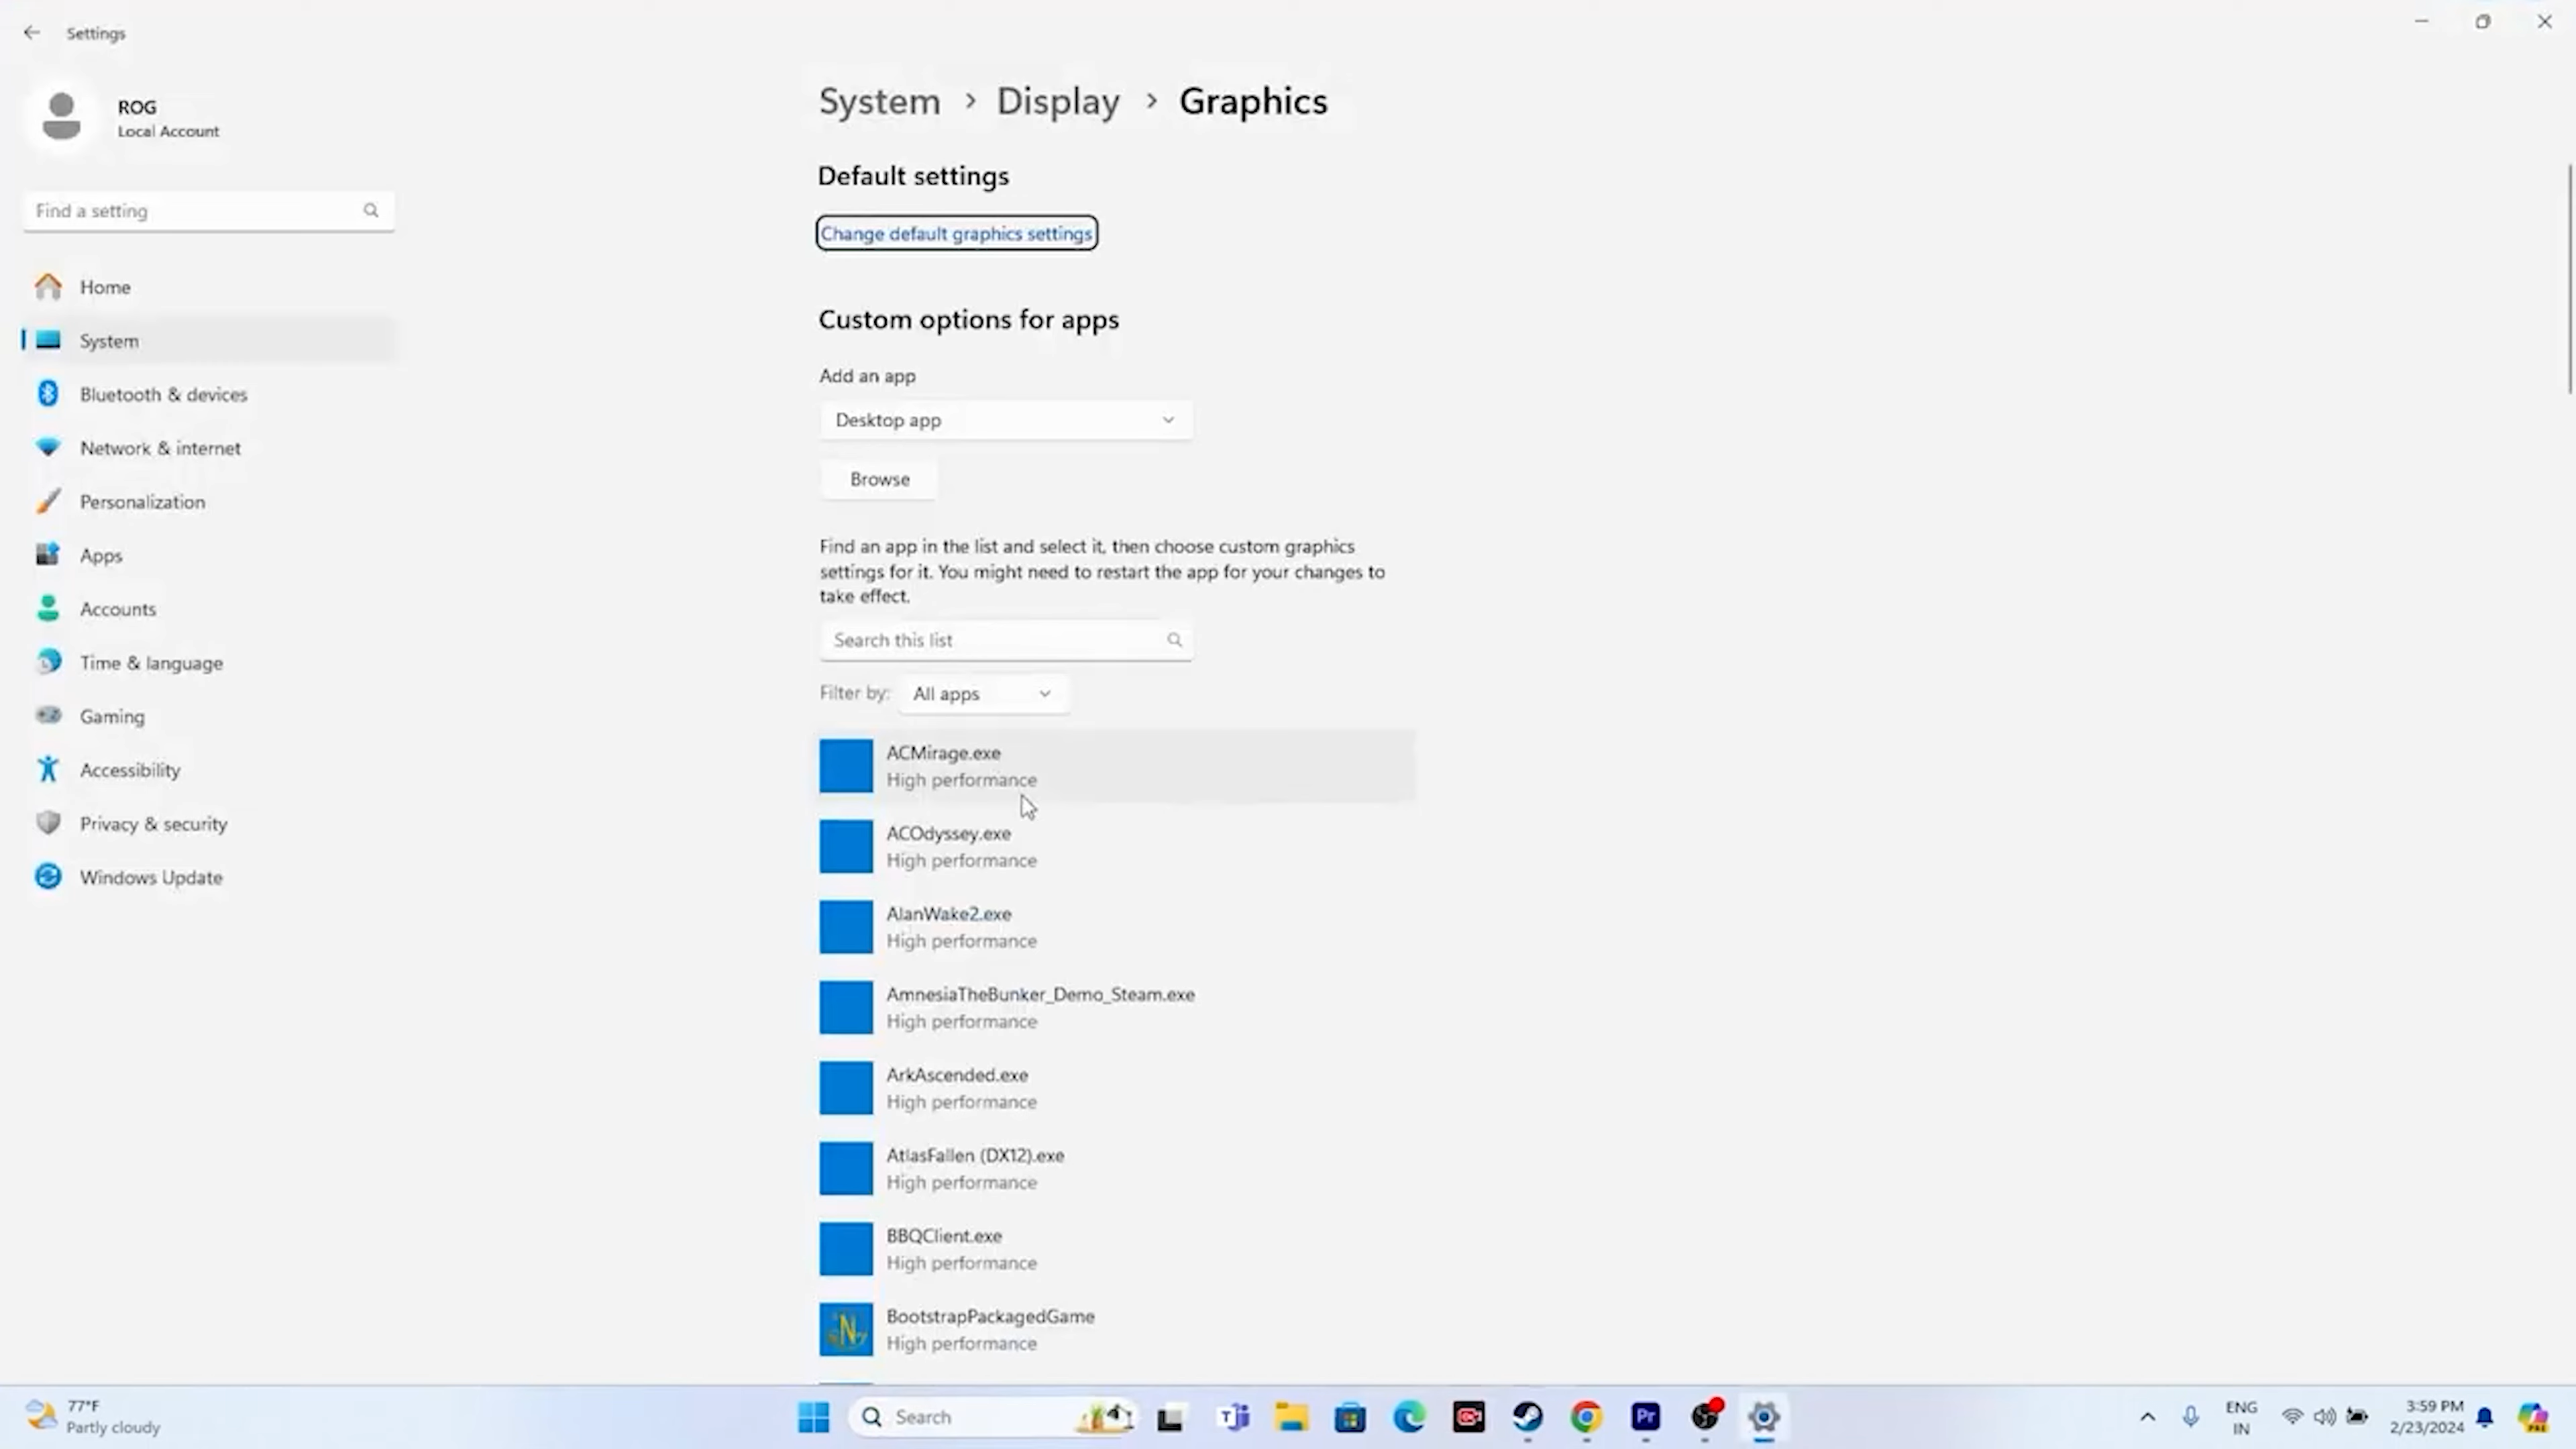 Settings
ROG
Local Account
Find a setting
Home
System
Bluetooth & devices
Network & internet
Personalization
Apps
Accounts
Time & language
Gaming
Accessibility
Privacy & security
Windows Update
System > Display > Graphics
Default settings
Change default graphics settings
Custom options for apps
Add an app
Desktop app
Browse
Find an app in the list and select it, then choose custom graphics
settings for it. You might need to restart the app for your changes to
take effect.
Search this list
Filter by: All apps
ACMirage.exe
High performance
ACOdyssey.exe
High performance
AlanWake2.exe
High performance
AmnesiaTheBunker_Demo_Steam.exe
High performance
ArkAscended.exe
High performance
AtlasFallen (DX12).exe
High performance
BBQClient.exe
High performance
BootstrapPackagedGame
High performance
77°F
Partly cloudy
Search
Pr
ENG
IN
3:59 PM
2/23/2024
PRE